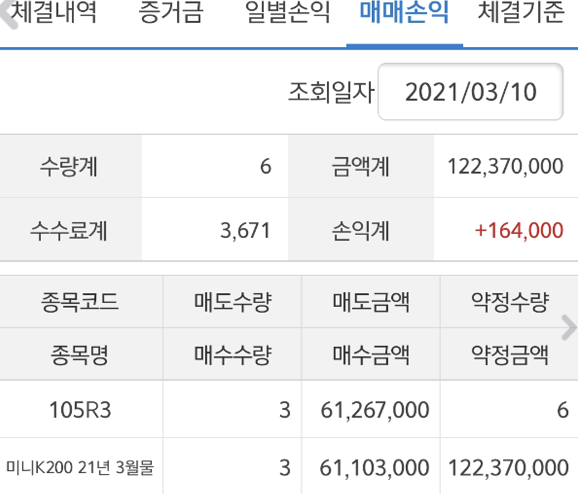 체결내역 증거금 일별손익 매매손익 체결기준
조회일자 2021/03/10
수량계 6 금액계 122,370,000
수수료계 3,671 손익계 +164,000
종목코드 매도수량 매도금액 약정수량
종목명 매수수량 매수금액 약정금액
105R3 3 61,267,000 6
미니K200 21년 3월물 3 61,103,000 122,370,000